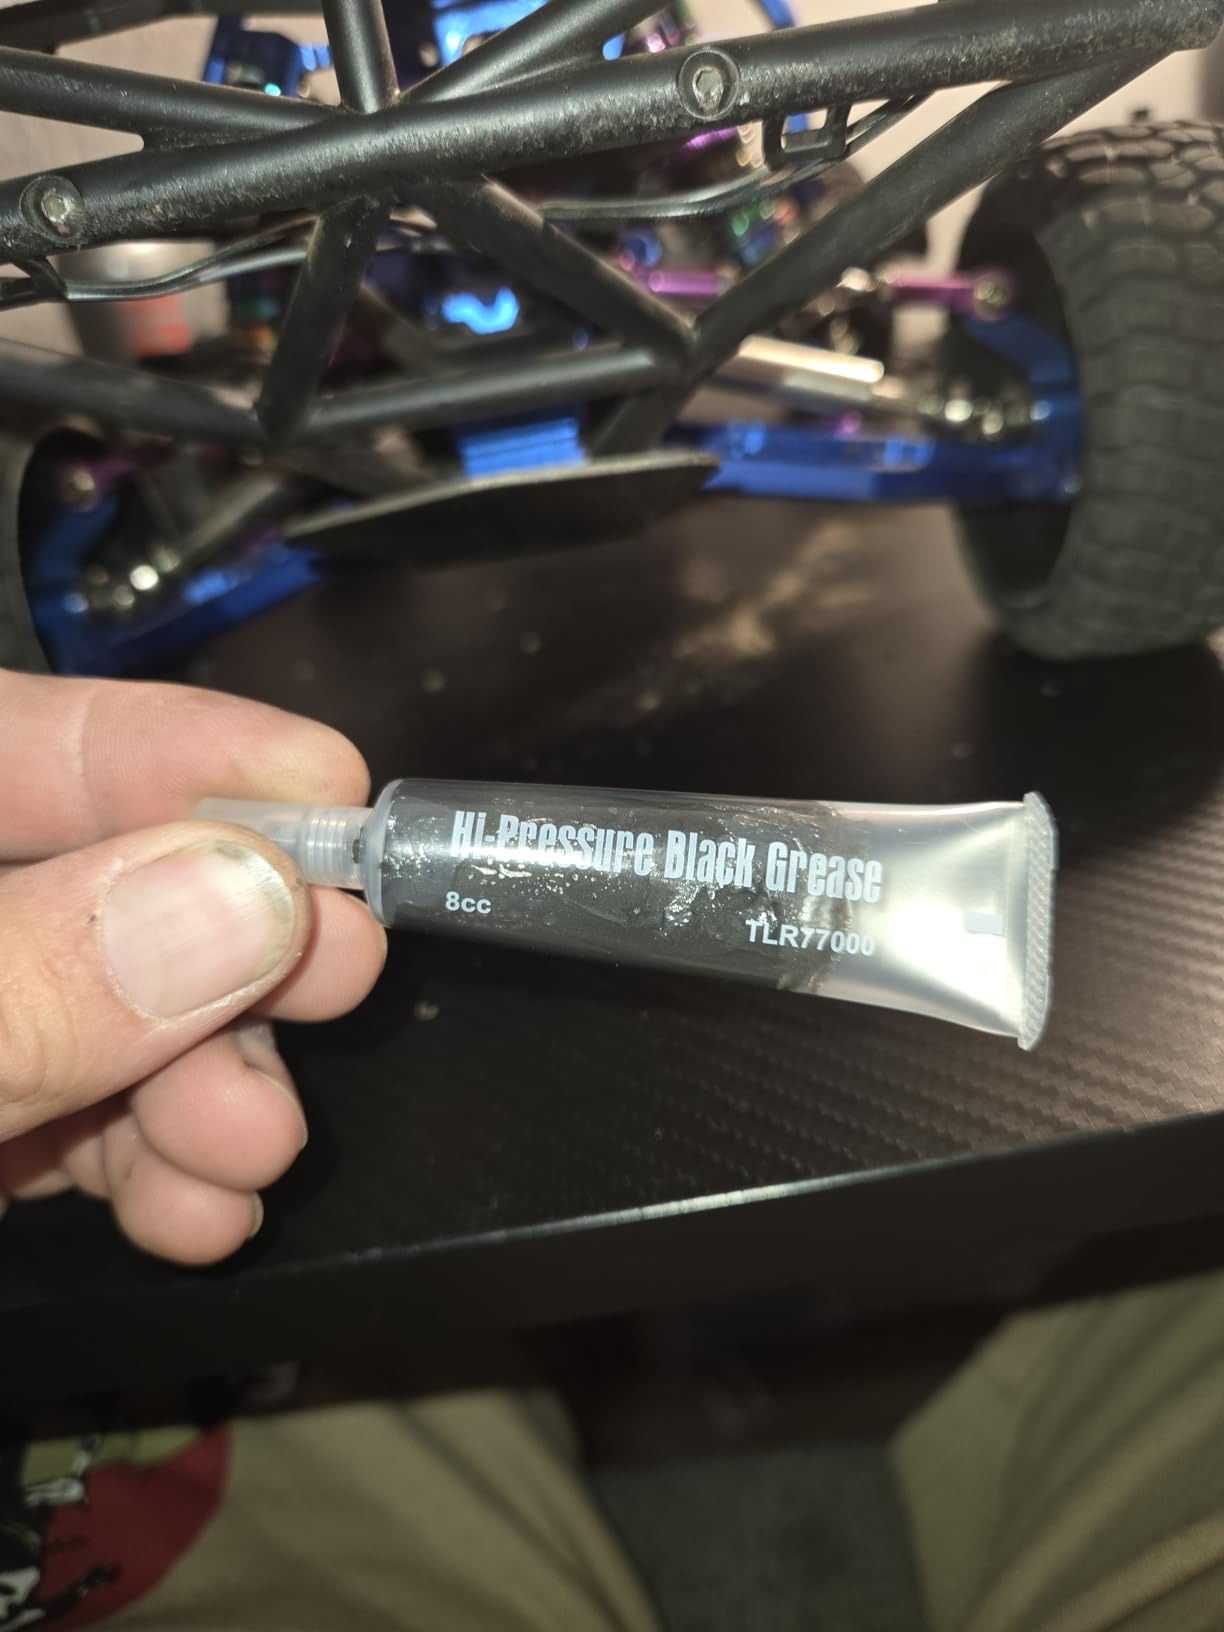 Hi-Pressure Black Grease
8cc
TLR77000